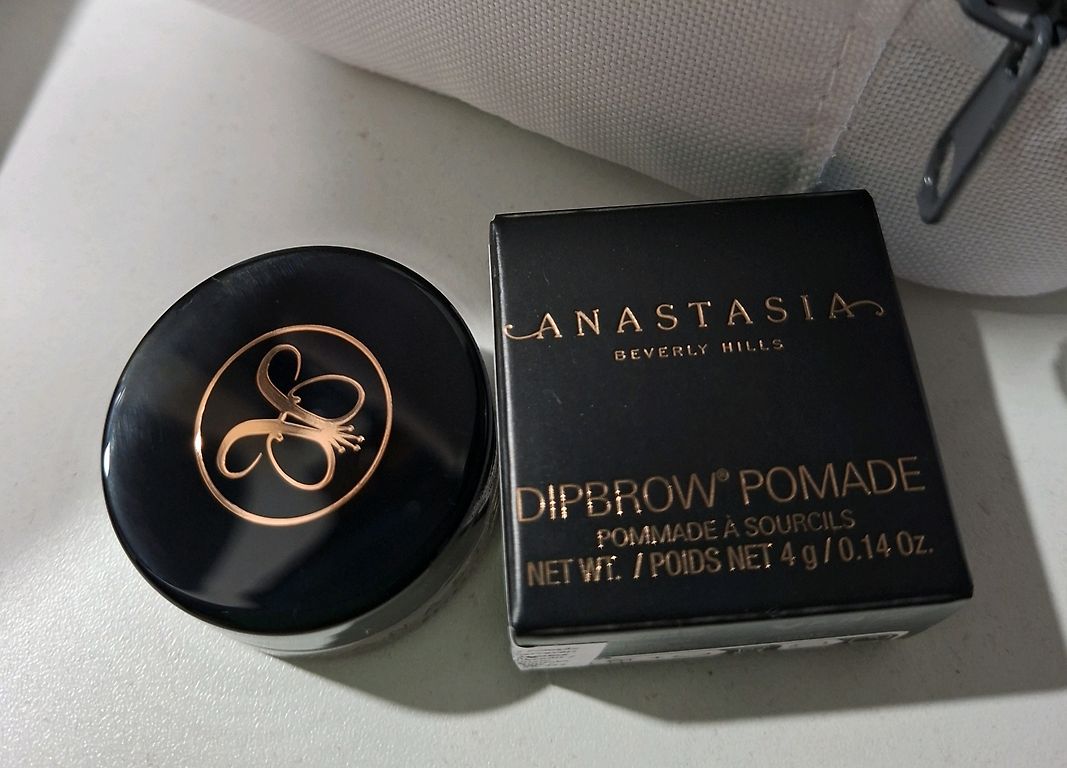 ANASTASIA
BEVERLY HILLS
DIPBROW® POMADE
POMMADE À SOURCILS
NET WT. / POIDS NET 4 g / 0.14 Oz.